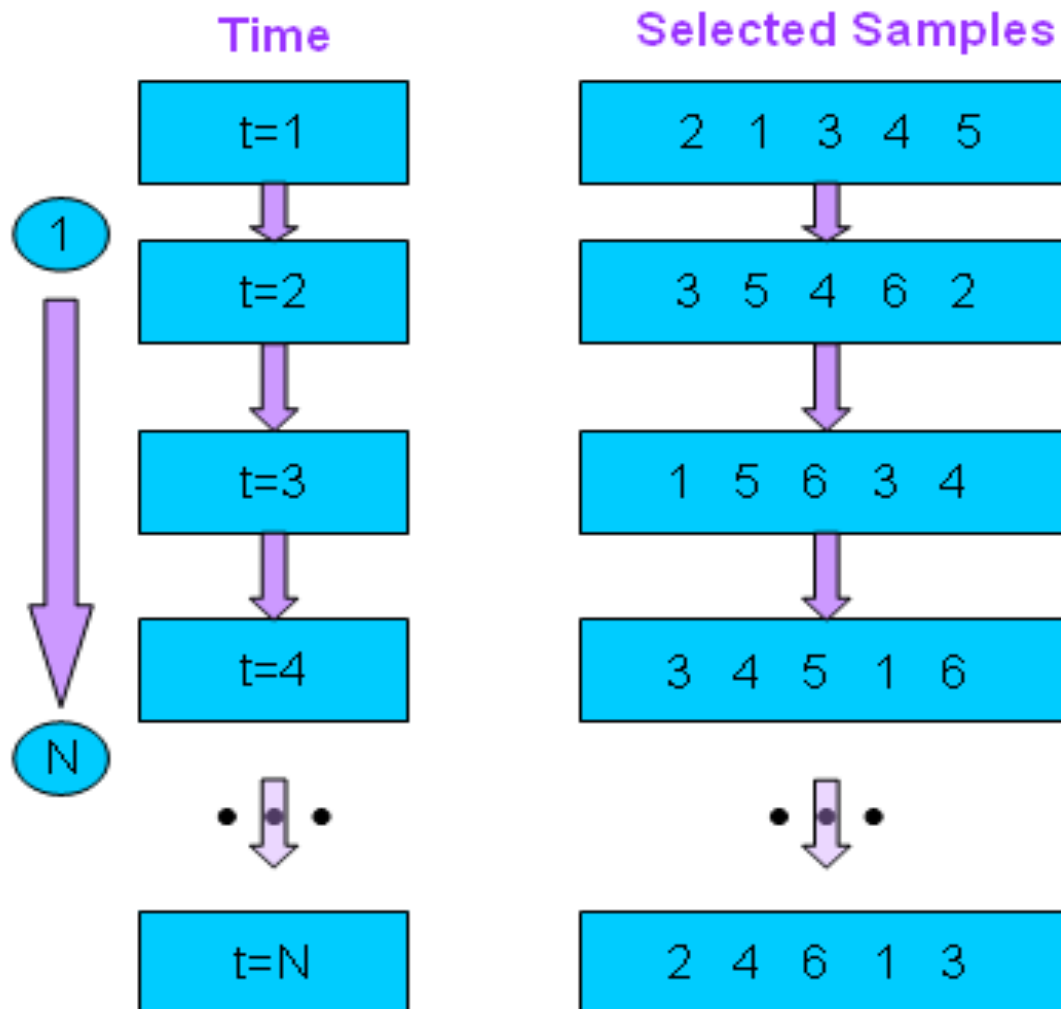 Time Selected Samples
t=1 2 1 3 4 5
1
t=2 3 5 4 6 2
t=3 1 5 6 3 4
t=4 3 4 5 1 6
N
• • • • • •
t=N 2 4 6 1 3